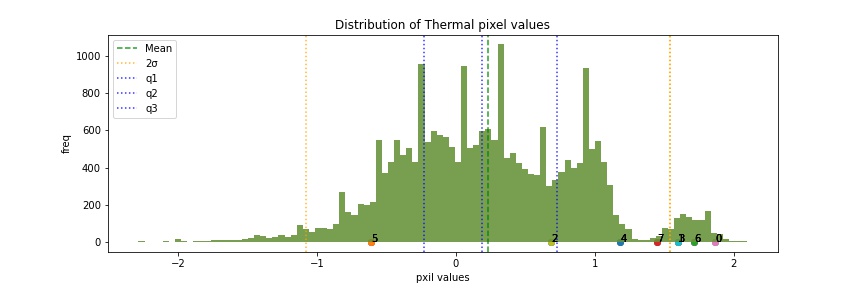 Distribution of Thermal pixel values
Mean
2σ
q1
q2
q3
freq
1000
800
600
400
200
0
5 2 4 7 3 6 0
−2 −1 0 1 2
pxil values